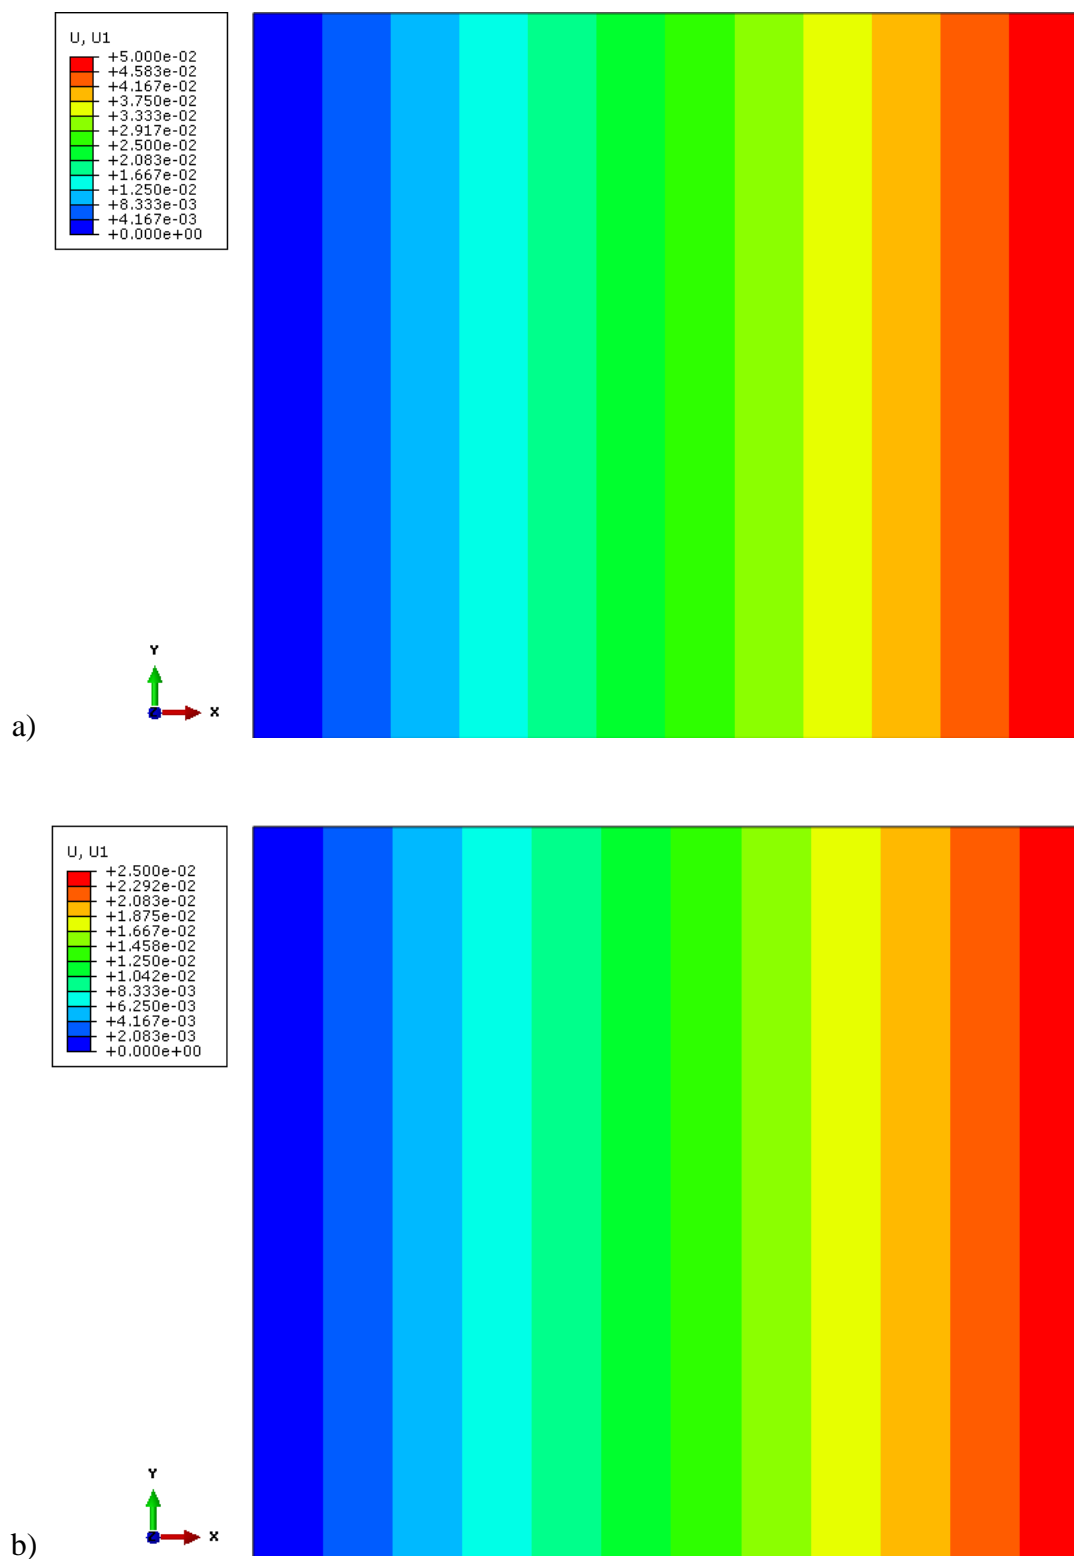 U, U1
+5.000e-02
+4.583e-02
+4.167e-02
+3.750e-02
+3.333e-02
+2.917e-02
+2.500e-02
+2.083e-02
+1.667e-02
+1.250e-02
+8.333e-03
+4.167e-03
+0.000e+00
Y
X
a)
U, U1
+2.500e-02
+2.292e-02
+2.083e-02
+1.875e-02
+1.667e-02
+1.458e-02
+1.250e-02
+1.042e-02
+8.333e-03
+6.250e-03
+4.167e-03
+2.083e-03
+0.000e+00
Y
X
b)